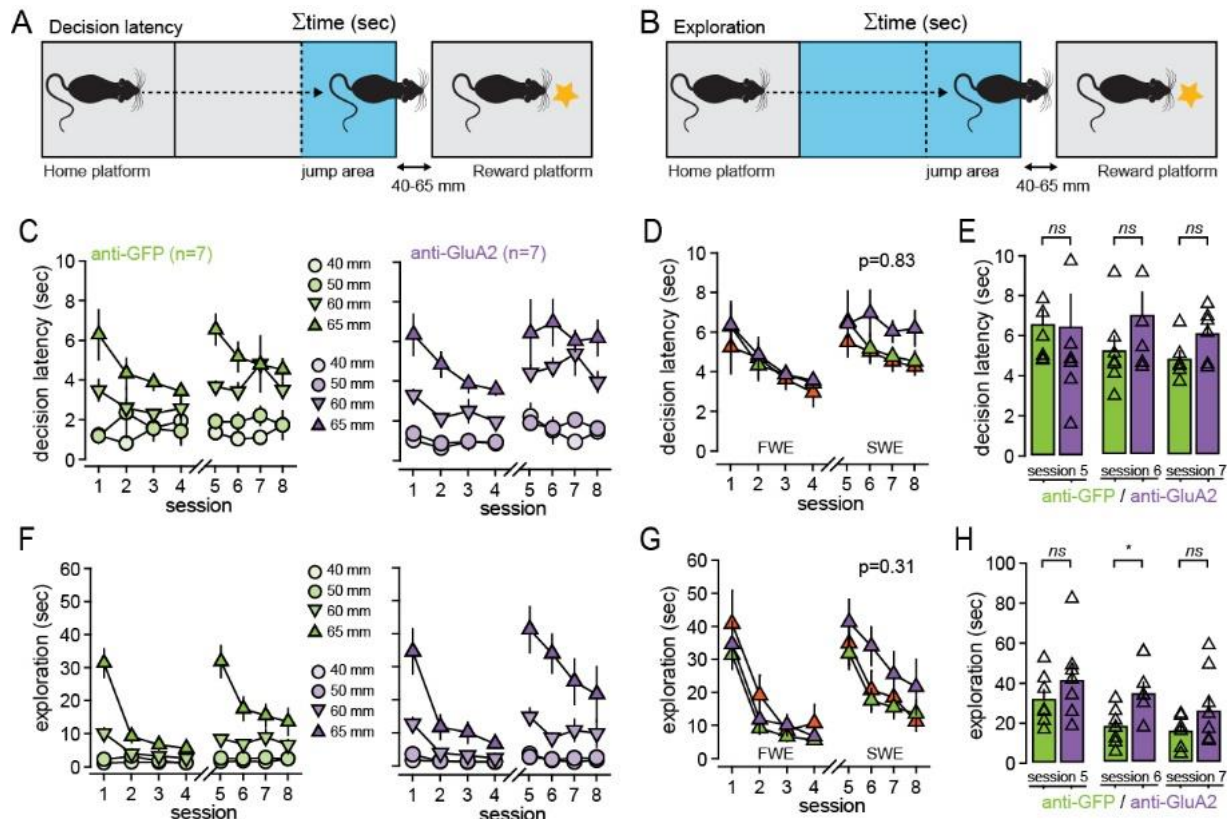 A
Decision latency
Σtime (sec)
Home platform
jump area
40-65 mm
Reward platform
B
Exploration
Σtime (sec)
Home platform
jump area
40-65 mm
Reward platform
C
anti-GFP (n=7)
decision latency (sec)
10
8
6
4
2
0
1 2 3 4 5 6 7 8
session
40 mm
50 mm
60 mm
65 mm
40 mm
50 mm
60 mm
65 mm
anti-GluA2 (n=7)
1 2 3 4 5 6 7 8
session
D
p=0.83
decision latency (sec)
10
8
6
4
2
0
FWE
SWE
1 2 3 4 5 6 7 8
session
E
ns
ns
ns
decision latency (sec)
10
8
6
4
2
0
session 5
session 6
session 7
anti-GFP / anti-GluA2
F
exploration (sec)
60
50
40
30
20
10
0
1 2 3 4 5 6 7 8
session
40 mm
50 mm
60 mm
65 mm
40 mm
50 mm
60 mm
65 mm
1 2 3 4 5 6 7 8
session
G
p=0.31
exploration (sec)
60
50
40
30
20
10
0
FWE
SWE
1 2 3 4 5 6 7 8
session
H
ns
*
ns
exploration (sec)
100
80
60
40
20
0
session 5
session 6
session 7
anti-GFP / anti-GluA2